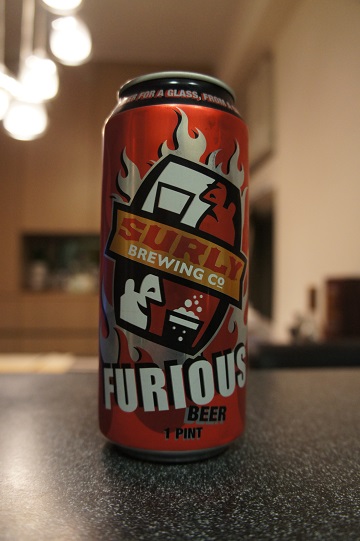 FOR A GLASS, FROM A
SURLY
BREWING CO
FURIOUS
BEER
1 PINT